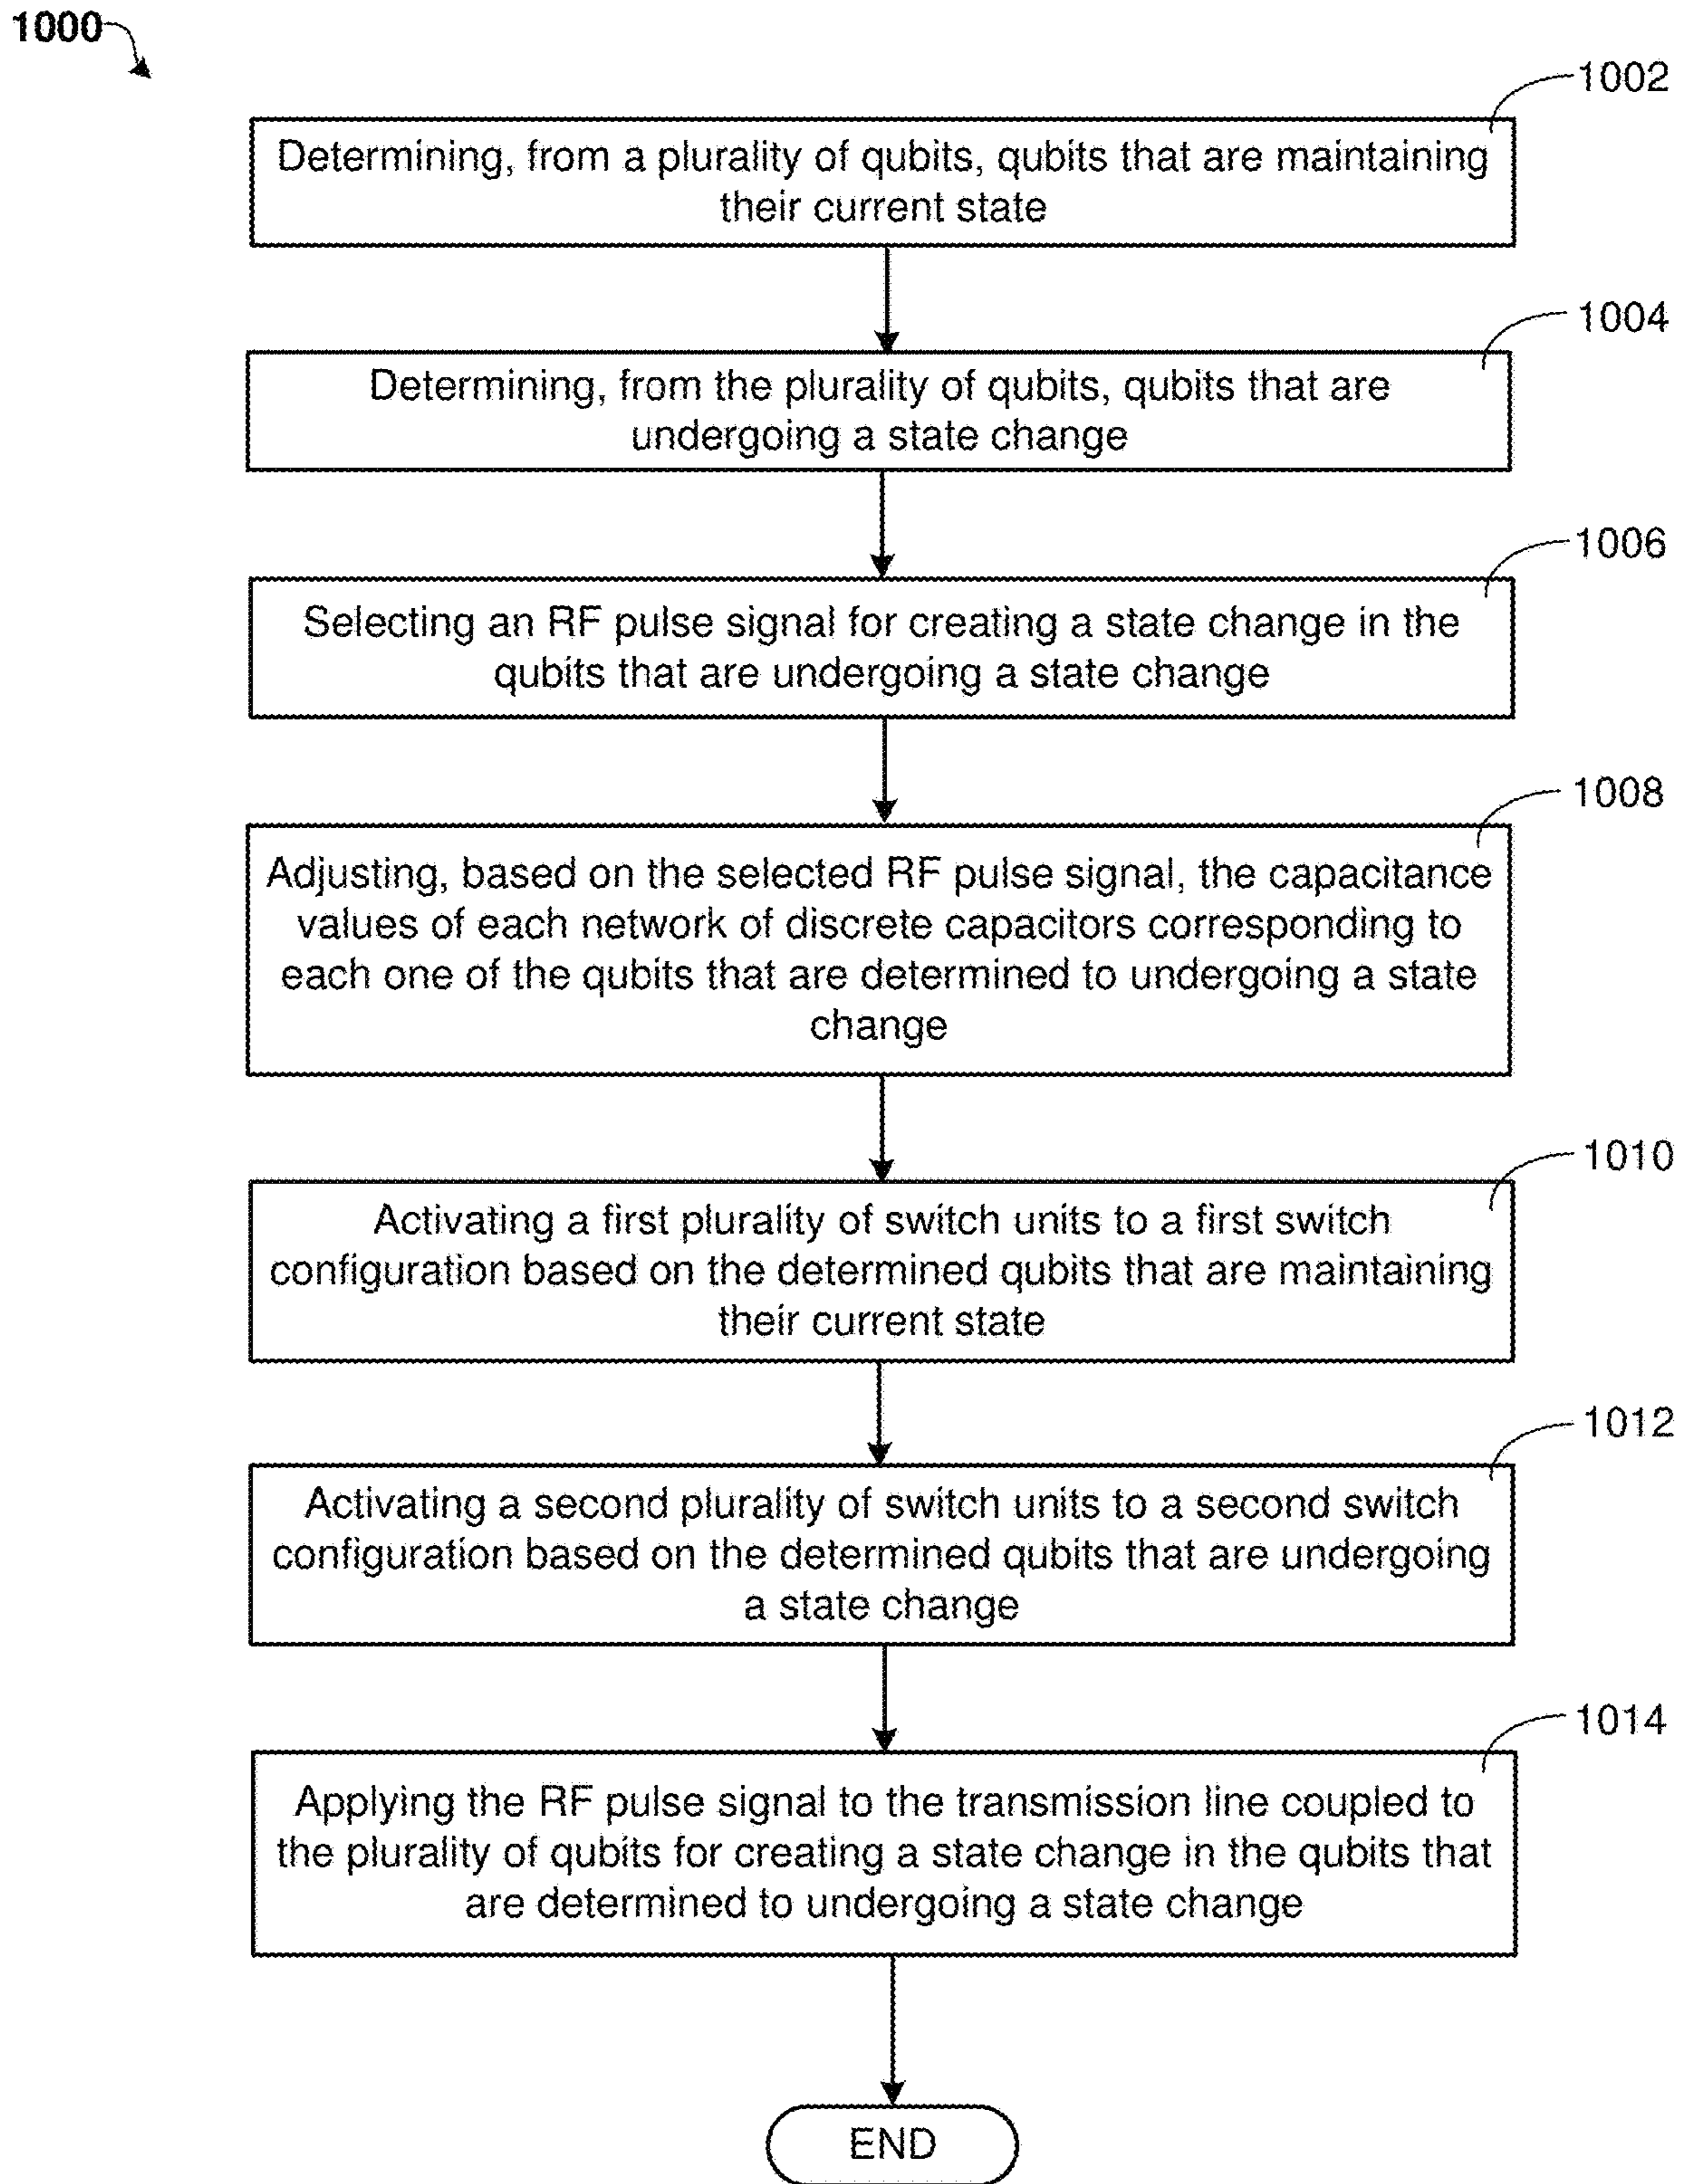 1000
1002
Determining, from a plurality of qubits, qubits that are maintaining
their current state
1004
Determining, from the plurality of qubits, qubits that are
undergoing a state change
1006
Selecting an RF pulse signal for creating a state change in the
qubits that are undergoing a state change
1008
Adjusting, based on the selected RF pulse signal, the capacitance
values of each network of discrete capacitors corresponding to
each one of the qubits that are determined to undergoing a state
change
1010
Activating a first plurality of switch units to a first switch
configuration based on the determined qubits that are maintaining
their current state
1012
Activating a second plurality of switch units to a second switch
configuration based on the determined qubits that are undergoing
a state change
1014
Applying the RF pulse signal to the transmission line coupled to
the plurality of qubits for creating a state change in the qubits that
are determined to undergoing a state change
END